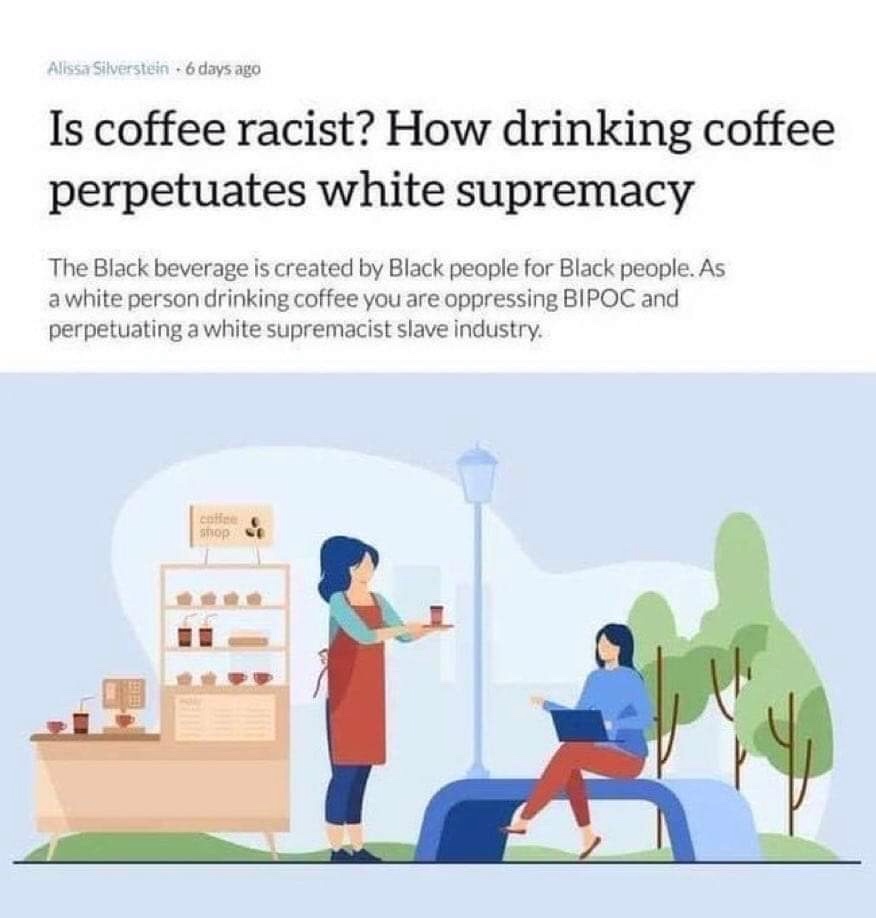 Alissa Silverstein · 6 days ago
Is coffee racist? How drinking coffee
perpetuates white supremacy
The Black beverage is created by Black people for Black people. As
a white person drinking coffee you are oppressing BIPOC and
perpetuating a white supremacist slave industry.
coffee
shop